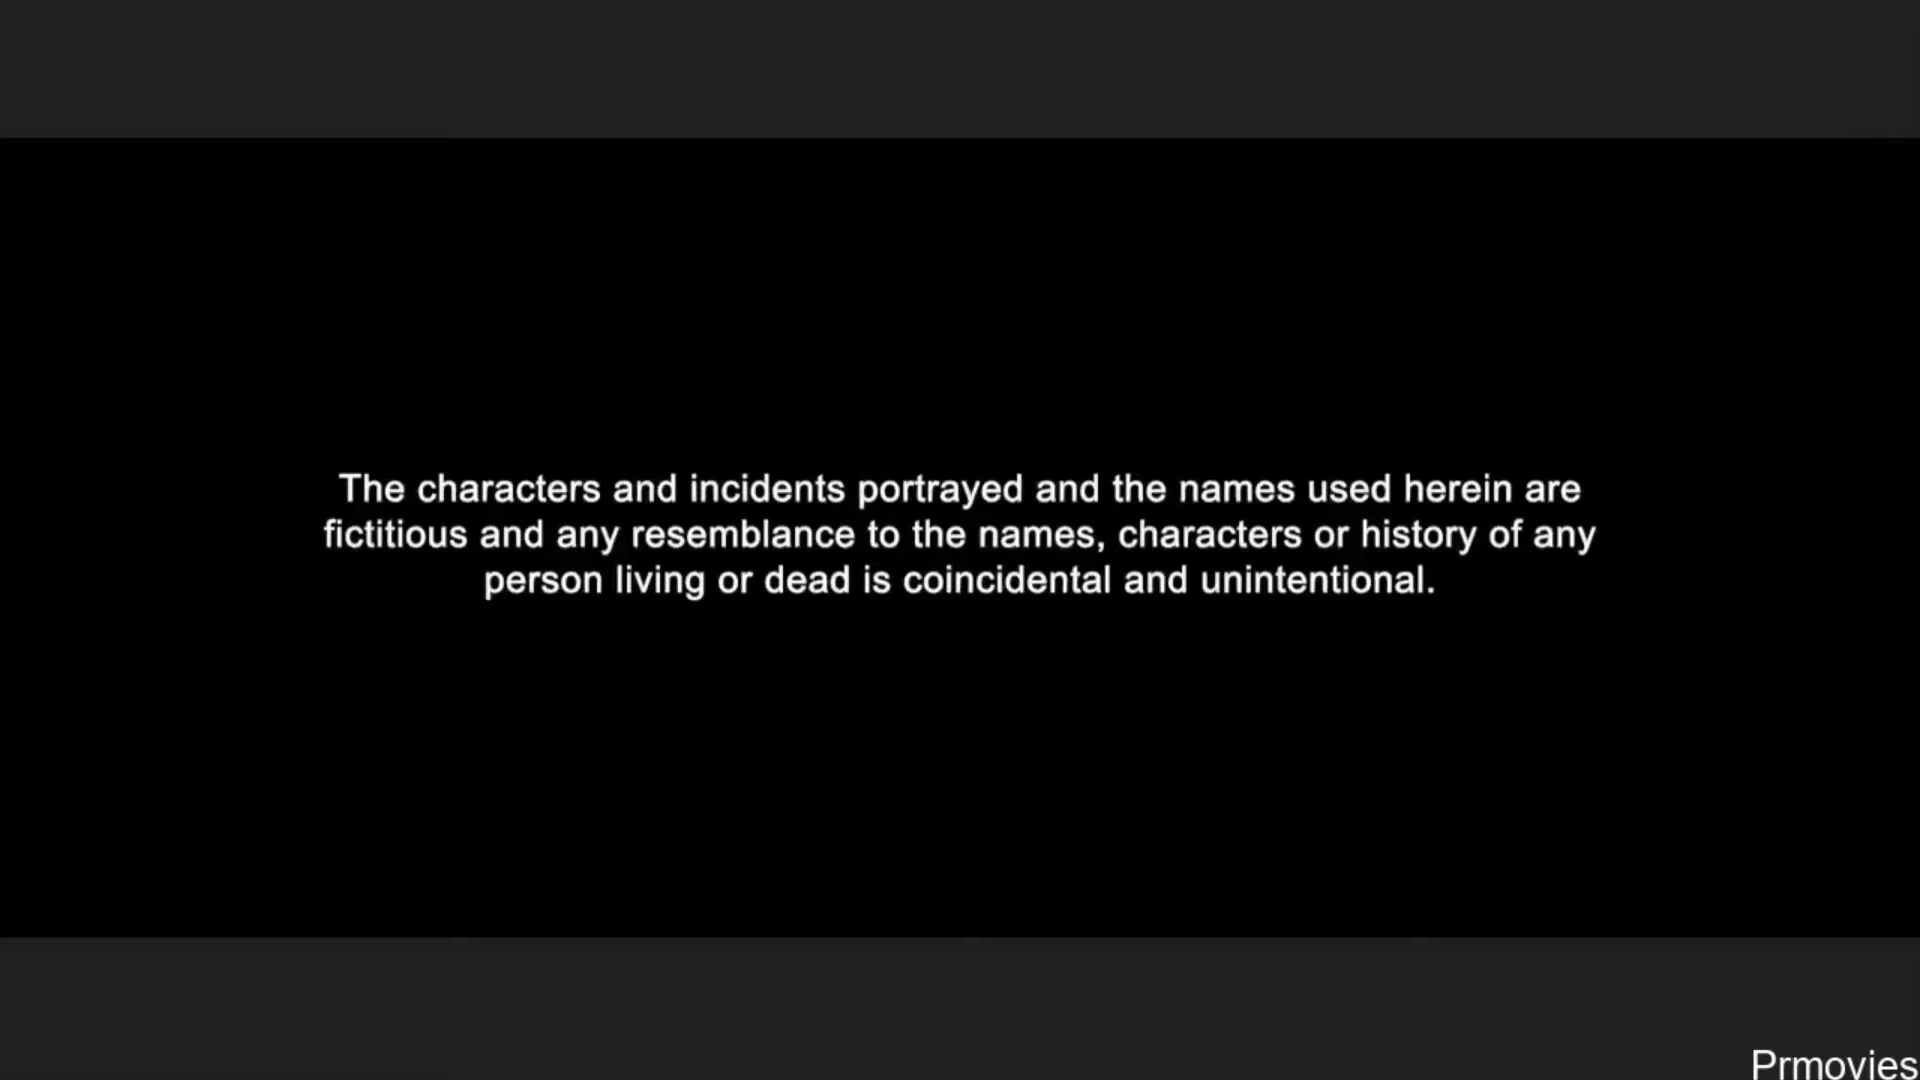 The characters and incidents portrayed and the names used herein are
fictitious and any resemblance to the names, characters or history of any
person living or dead is coincidental and unintentional.
Prmovies